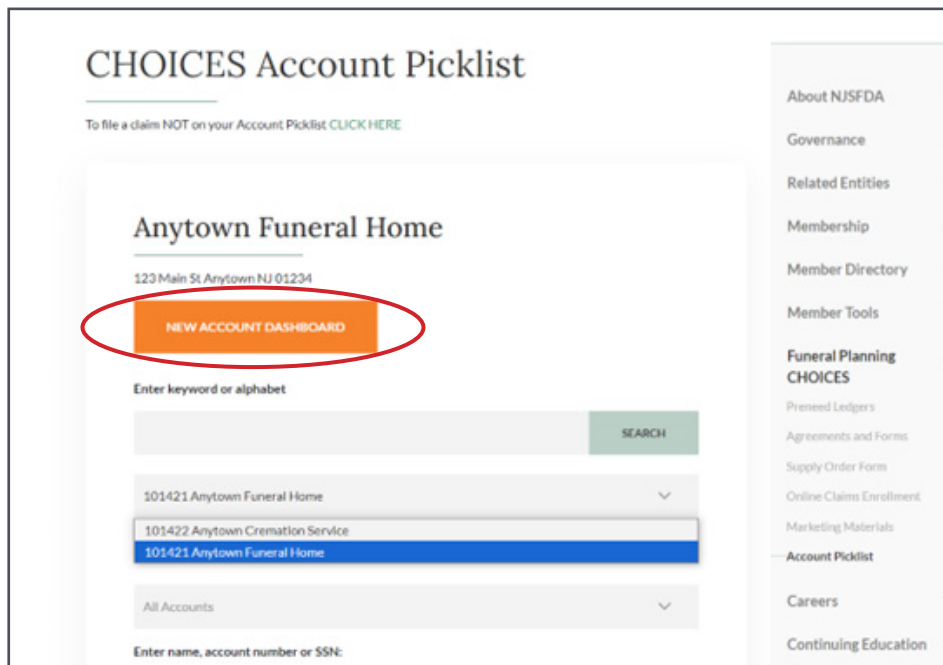 CHOICES Account Picklist
To file a claim NOT on your Account Picklist CLICK HERE
Anytown Funeral Home
123 Main St Anytown NJ 01234
NEW ACCOUNT DASHBOARD
Enter keyword or alphabet
SEARCH
101421 Anytown Funeral Home
101422 Anytown Cremation Service
101421 Anytown Funeral Home
All Accounts
Enter name, account number or SSN:
About NJSFDA
Governance
Related Entities
Membership
Member Directory
Member Tools
Funeral Planning
CHOICES
Preneed Ledgers
Agreements and Forms
Supply Order Form
Online Claims Enrollment
Marketing Materials
Account Picklist
Careers
Continuing Education